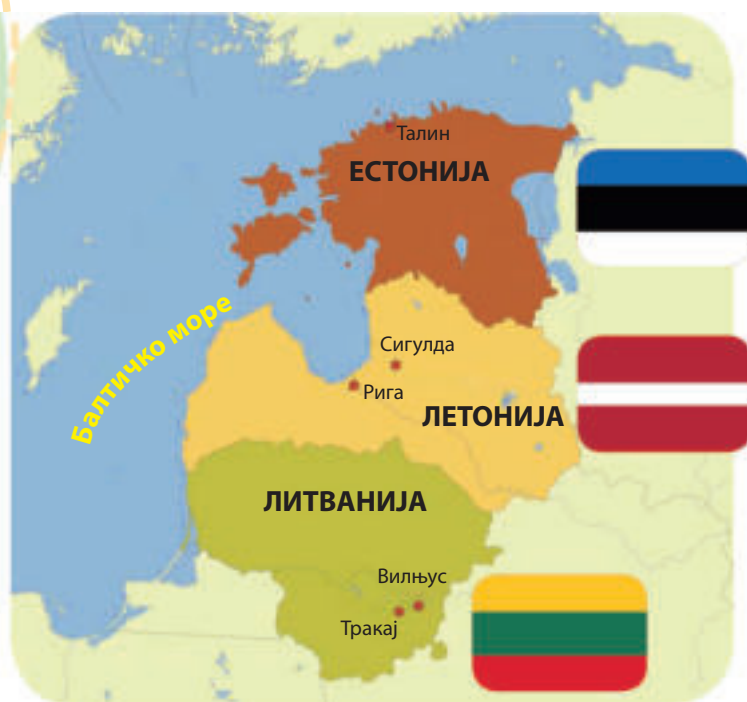 Талин
ЕСТОНИЈА
Балтичко море
Сигулда
Рига
ЛЕТОНИЈА
ЛИТВАНИЈА
Вилњус
Тракај